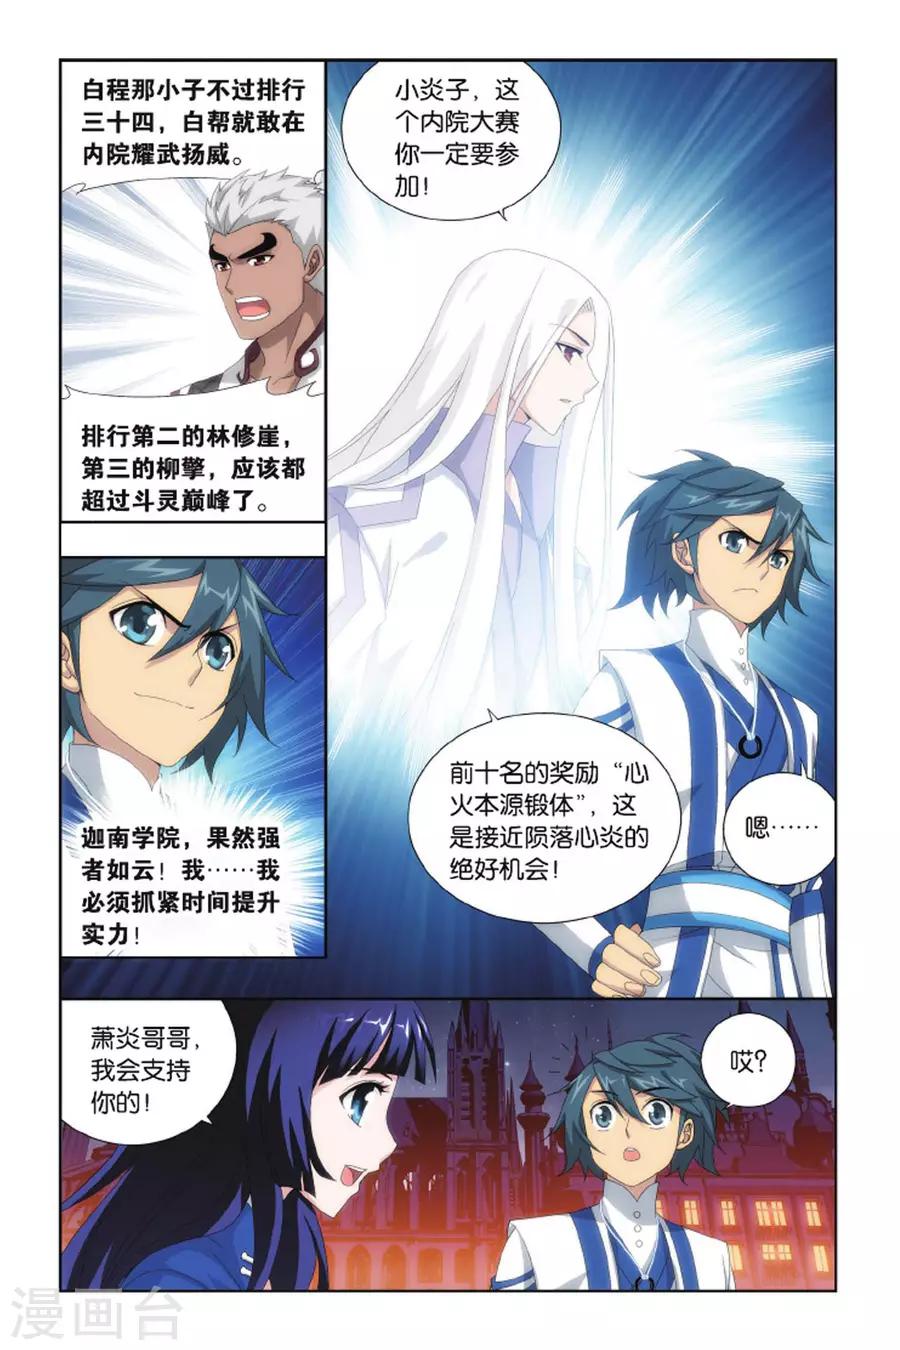 白程那小子不过排行
三十四，白帮就敢在
内院耀武扬威。
排行第二的林修崖，
第三的柳擎，应该都
超过斗灵巅峰了。
小炎子，这
个内院大赛
你一定要参
加！
前十名的奖励“心
火本源锻体”，这
是接近陨落心炎的
绝好机会！
嗯……
迦南学院，果然强
者如云！我……我
必须抓紧时间提升
实力！
萧炎哥哥，
我会支持
你的！
哎？
漫画台